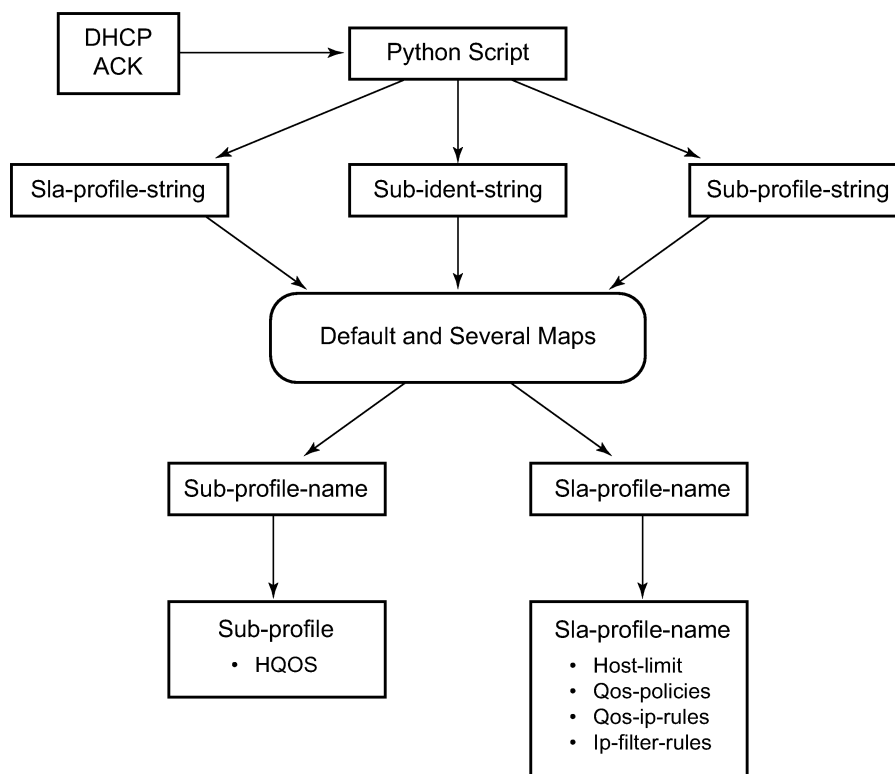 DHCP
ACK
Python Script
Sla-profile-string
Sub-ident-string
Sub-profile-string
Default and Several Maps
Sub-profile-name
Sla-profile-name
Sub-profile
• HQOS
Sla-profile-name
• Host-limit
• Qos-policies
• Qos-ip-rules
• Ip-filter-rules